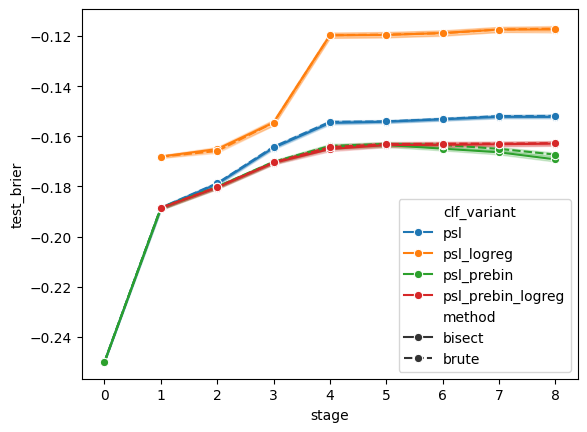 −0.12
−0.14
−0.16
−0.18
−0.20
−0.22
−0.24
test_brier
clf_variant
psl
psl_logreg
psl_prebin
psl_prebin_logreg
method
bisect
brute
0 1 2 3 4 5 6 7 8
stage